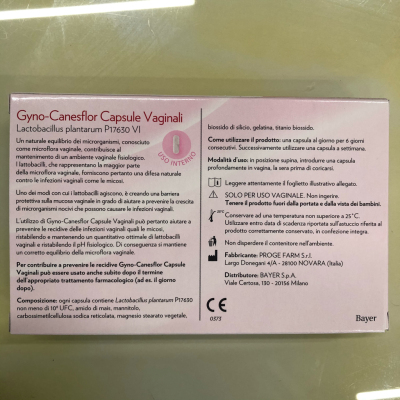 Gyno-Canesflor Capsule Vaginali
Lactobacillus plantarum P17630 VI
Un naturale equilibrio dei microrganismi, conosciuto
come microflora vaginale, contribuisce al
mantenimento di un ambiente vaginale fisiologico.
I lattobacilli, che rappresentano la maggior parte
della microflora vaginale, forniscono pertanto una difesa naturale
contro le infezioni vaginali come le micosi.
USO INTERNO
Uno dei modi con cui i lattobacilli agiscono, è creando una barriera
protettiva sulla mucosa vaginale in grado di aiutare a prevenire la crescita
di microrganismi nocivi che possono causare le infezioni vaginali.
L'utilizzo di Gyno-Canesflor Capsule Vaginali può pertanto aiutare a
prevenire le recidive delle infezioni vaginali quali le micosi,
ristabilendo e mantenendo un quantitativo ottimale di lattobacilli
vaginali e ristabilendo il pH fisiologico. Di conseguenza si mantiene
un corretto equilibrio della microflora vaginale.
Per contribuire a prevenire le recidive Gyno-Canesflor Capsule
Vaginali può essere usato anche subito dopo il termine
dell'appropriato trattamento farmacologico (ad es. il giorno
dopo).
Composizione: ogni capsula contiene Lactobacillus plantarum P17630
non meno di 10⁸ UFC, amido di mais, mannitolo,
carbossimetilcellulosa sodica reticolata, magnesio stearato vegetale,
biossido di silicio, gelatina, titanio biossido.
Come utilizzare il prodotto: una capsula al giorno per 6 giorni
consecutivi. Successivamente utilizzare una capsula a settimana.
Modalità d'uso: in posizione supina, introdurre una capsula
profondamente in vagina, la sera prima di coricarsi.
Leggere attentamente il foglietto illustrativo allegato.
SOLO PER USO VAGINALE. Non ingerire.
Tenere il prodotto fuori dalla portata e dalla vista dei bambini.
25°C
Conservare ad una temperatura non superiore a 25°C.
Utilizzare entro data di scadenza riportata sull'astuccio riferita al
prodotto correttamente conservato, in confezione integra.
Non disperdere il contenitore nell'ambiente.
Fabbricante: PROGE FARM S.r.l.
Largo Donegani 4/A - 28100 NOVARA (Italia)
Distributore: BAYER S.p.A.
Viale Certosa, 130 - 20156 Milano
CE
0373
Bayer